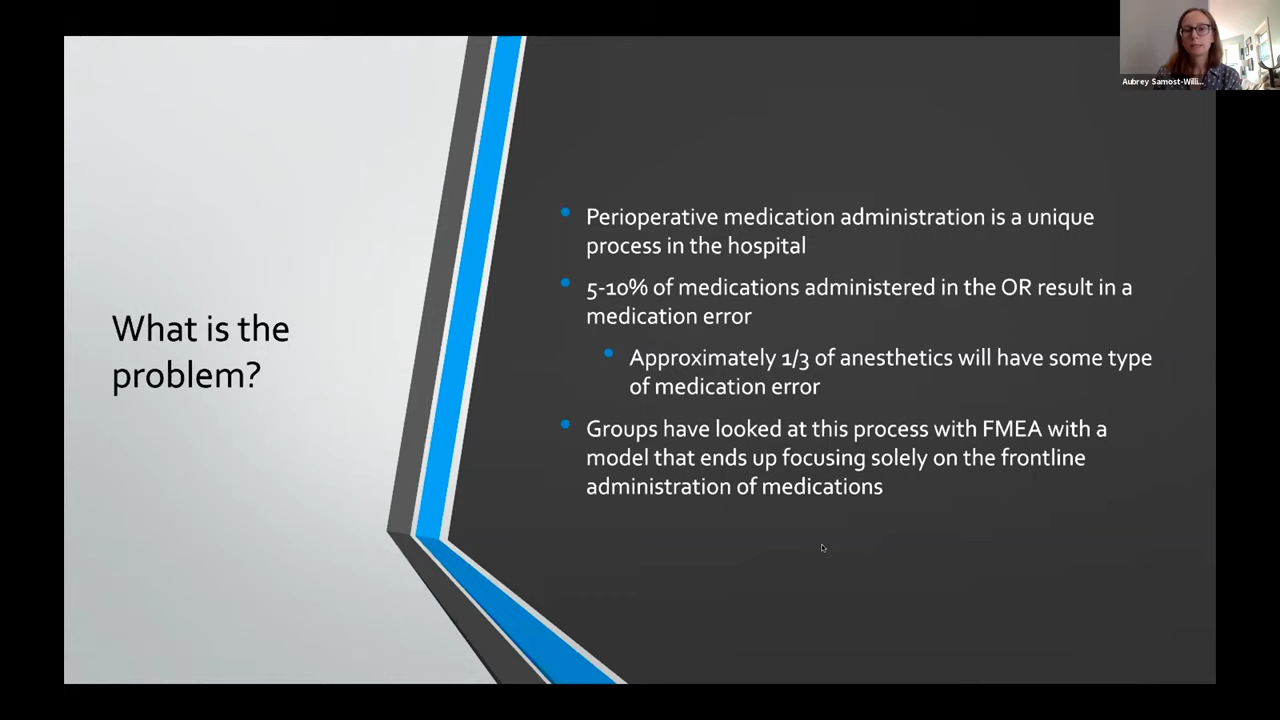 Aubrey Samost-Willi...
What is the
problem?
Perioperative medication administration is a unique
process in the hospital
5-10% of medications administered in the OR result in a
medication error
Approximately 1/3 of anesthetics will have some type
of medication error
Groups have looked at this process with FMEA with a
model that ends up focusing solely on the frontline
administration of medications